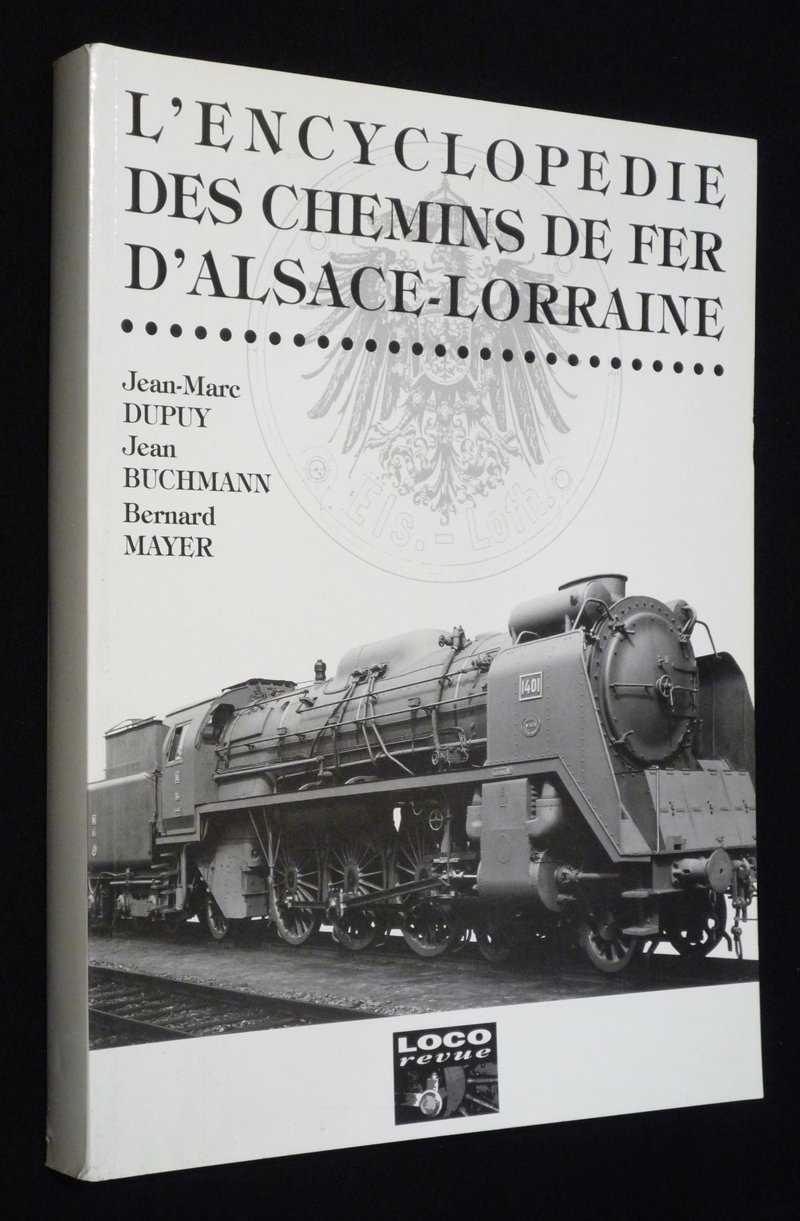 L'ENCYCLOPEDIE
DES CHEMINS DE FER
D'ALSACE-LORRAINE
Jean-Marc
DUPUY
Jean
BUCHMANN
Bernard
MAYER
Els.-Loth.
1401
LOCO
revue